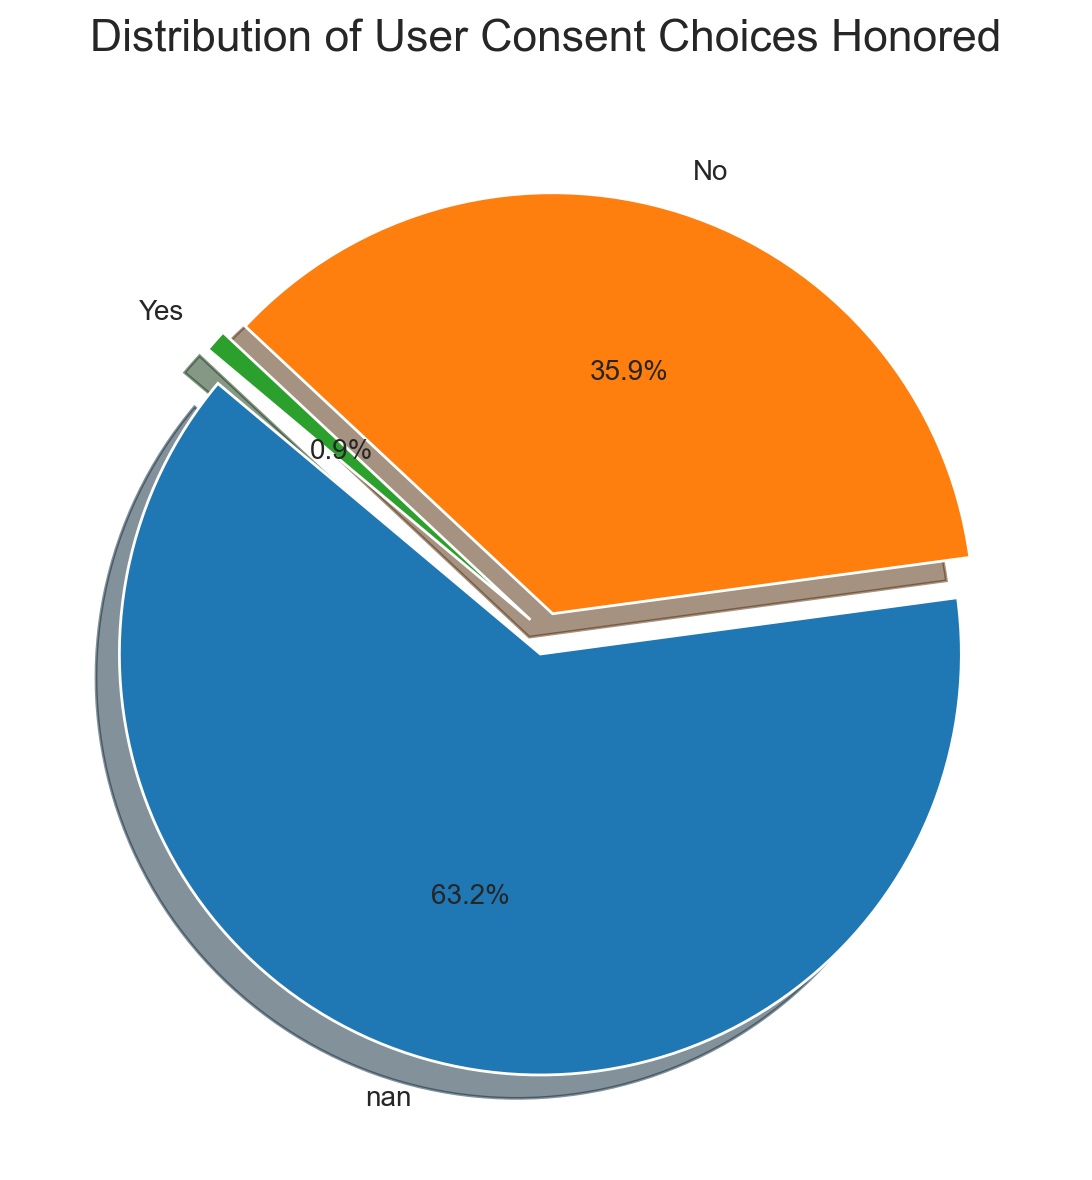 Distribution of User Consent Choices Honored
No
Yes
35.9%
0.9%
63.2%
nan